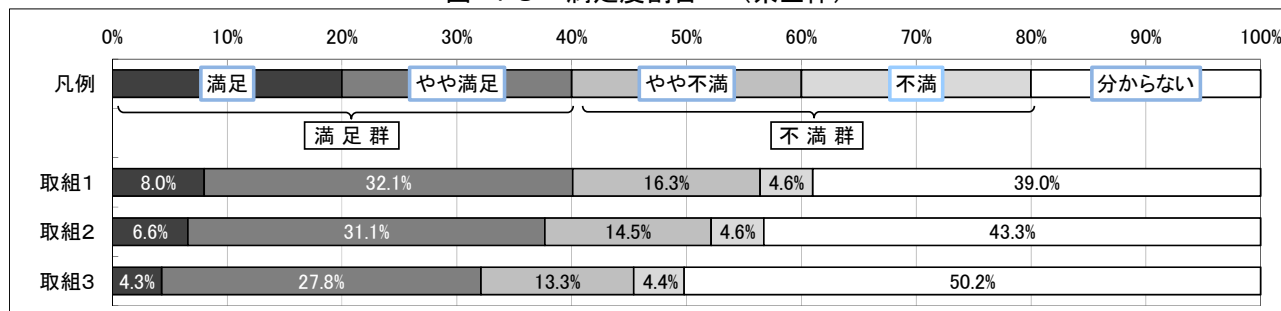 0% 10% 20% 30% 40% 50% 60% 70% 80% 90% 100%
凡例 満足 やや満足 やや不満 不満 分からない
満足群 不満群
取組1 8.0% 32.1% 16.3% 4.6% 39.0%
取組2 6.6% 31.1% 14.5% 4.6% 43.3%
取組3 4.3% 27.8% 13.3% 4.4% 50.2%